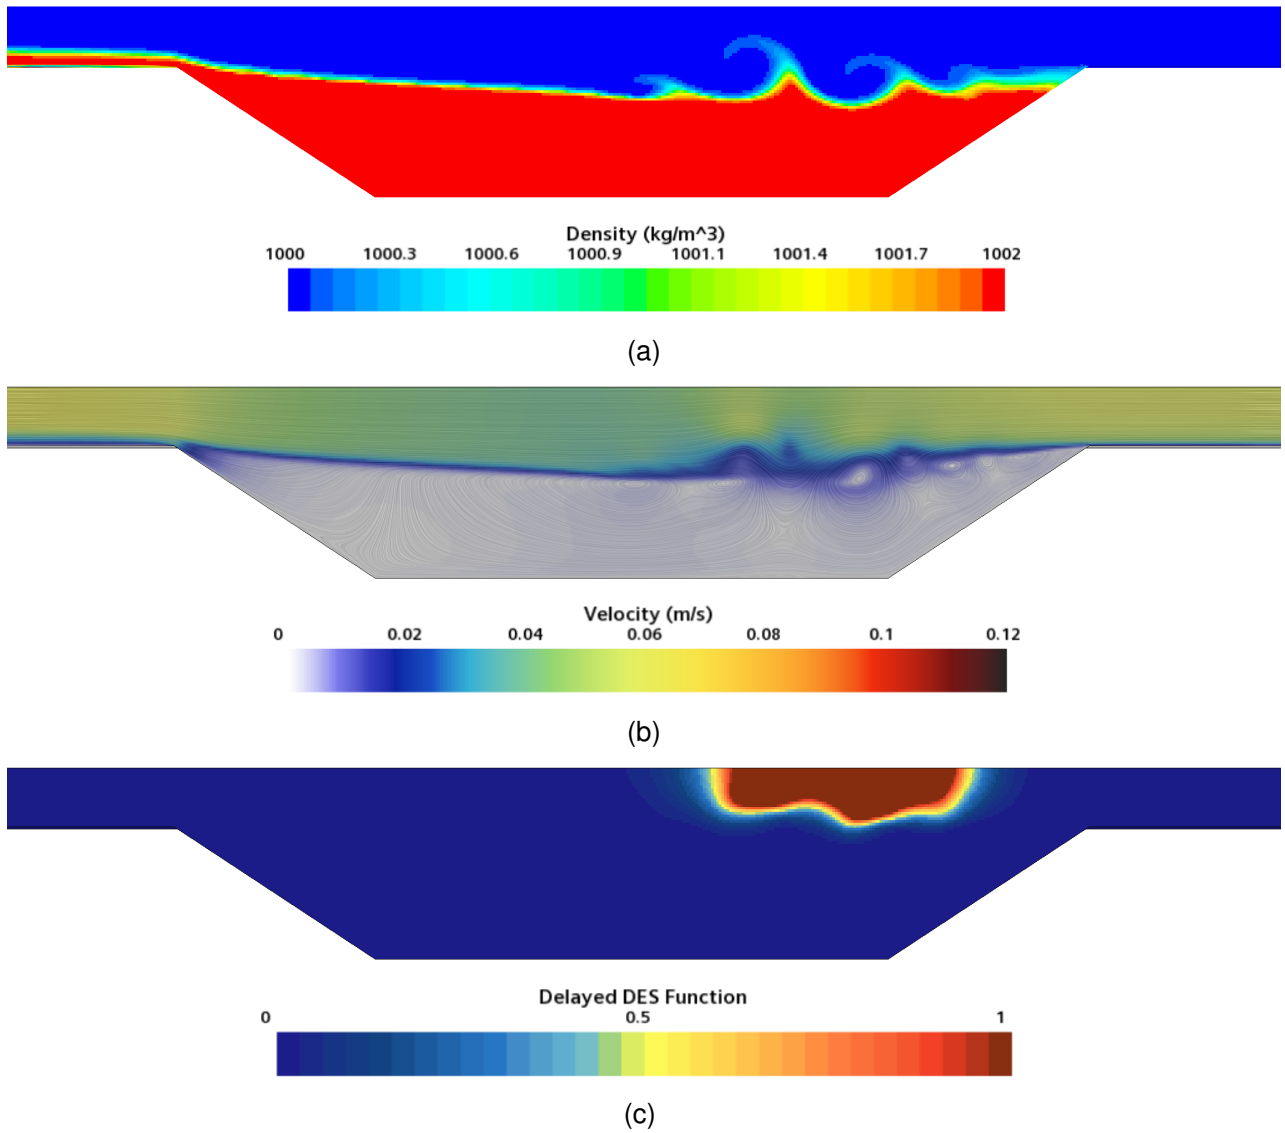 Density (kg/m^3)
1000 1000.3 1000.6 1000.9 1001.1 1001.4 1001.7 1002
(a)
Velocity (m/s)
0 0.02 0.04 0.06 0.08 0.1 0.12
(b)
Delayed DES Function
0 0.5 1
(c)